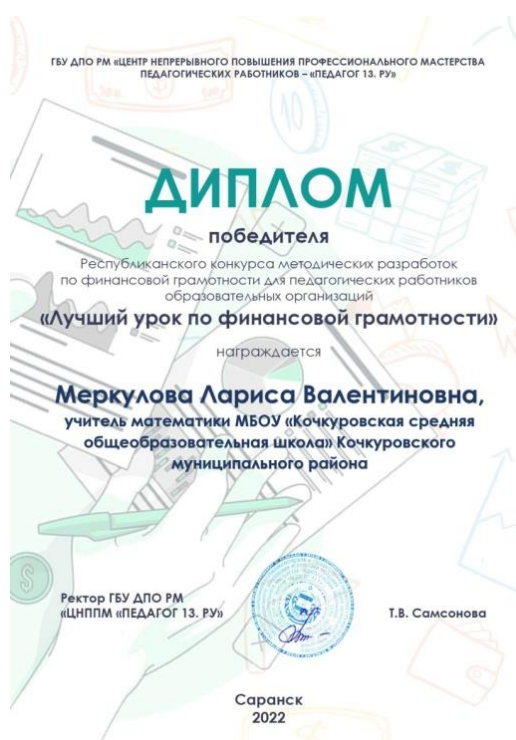 ГБУ ДПО РМ «ЦЕНТР НЕПРЕРЫВНОГО ПОВЫШЕНИЯ ПРОФЕССИОНАЛЬНОГО МАСТЕРСТВА
ПЕДАГОГИЧЕСКИХ РАБОТНИКОВ – «ПЕДАГОГ 13. РУ»
ДИПЛОМ
победителя
Республиканского конкурса методических разработок
по финансовой грамотности для педагогических работников
образовательных организаций
«Лучший урок по финансовой грамотности»
награждается
Меркулова Лариса Валентиновна,
учитель математики МБОУ «Кочкуровская средняя
общеобразовательная школа» Кочкуровского
муниципального района
Ректор ГБУ ДПО РМ
«ЦНППМ «ПЕДАГОГ 13. РУ»
Т.В. Самсонова
Саранск
2022